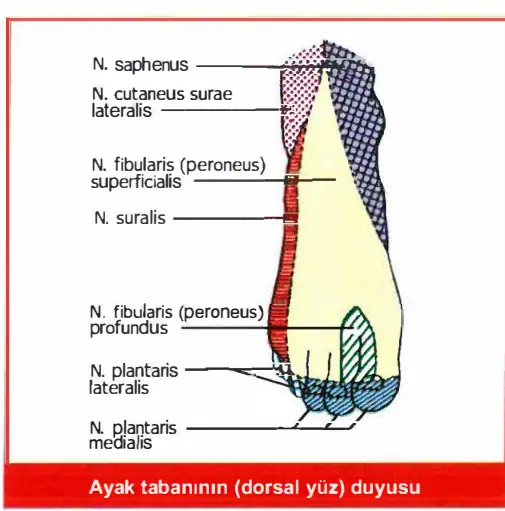 N. saphenus
N. cutaneus surae
lateralis
N. fibularis (peroneus)
superficialis
N. suralis
N. fibularis (peroneus)
profundus
N. plantaris
lateralis
N. plantaris
medialis
Ayak tabanının (dorsal yüz) duyusu